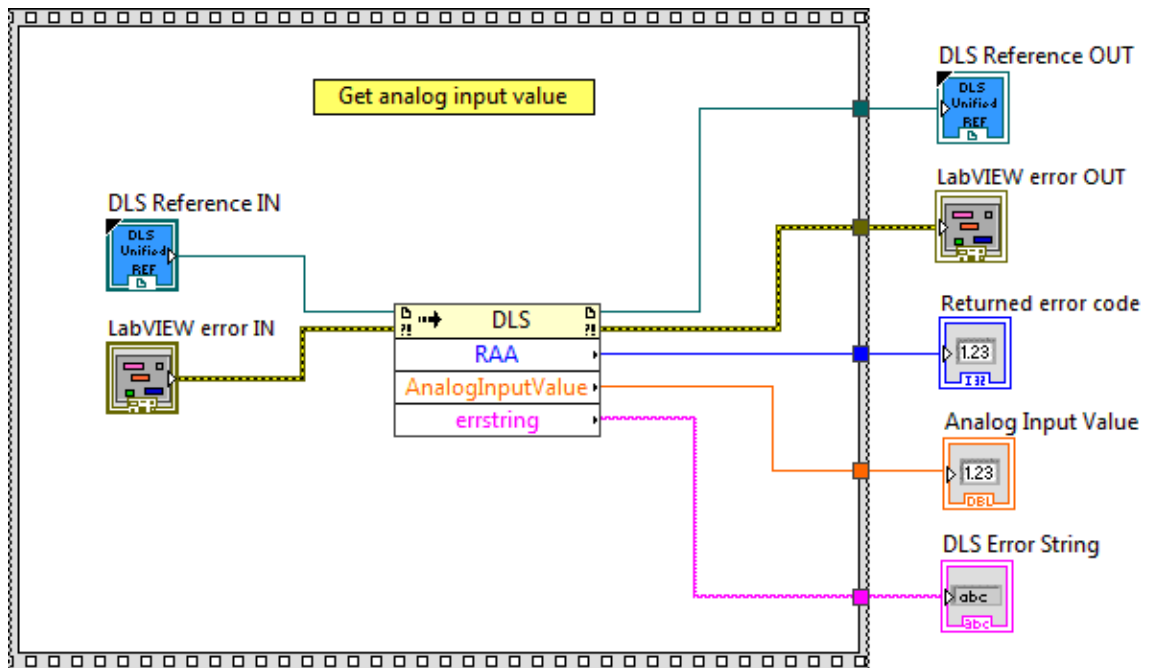 DLS Reference OUT
DLS
Unified
REF
Get analog input value
LabVIEW error OUT
DLS Reference IN
DLS
Unified
REF
LabVIEW error IN
?! DLS ?!
RAA
AnalogInputValue
errstring
Returned error code
1.23
I32
Analog Input Value
1.23
DBL
DLS Error String
abc
abc